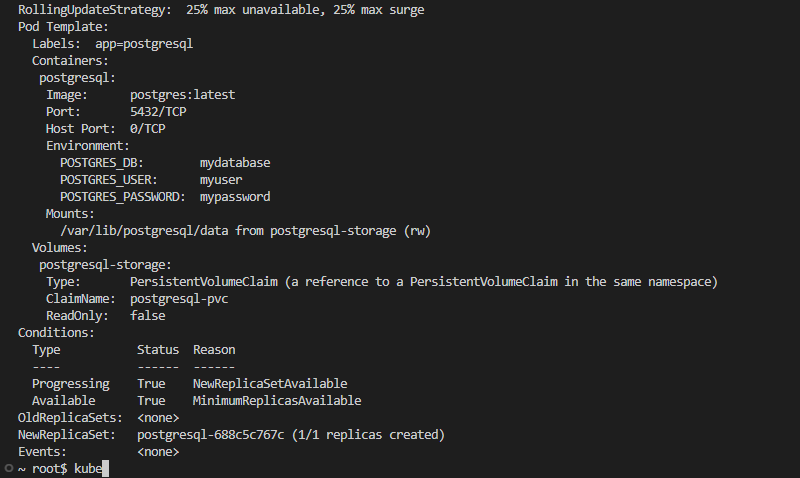 RollingUpdateStrategy:  25% max unavailable, 25% max surge
Pod Template:
  Labels:  app=postgresql
  Containers:
   postgresql:
    Image:      postgres:latest
    Port:       5432/TCP
    Host Port:  0/TCP
    Environment:
      POSTGRES_DB:        mydatabase
      POSTGRES_USER:      myuser
      POSTGRES_PASSWORD:  mypassword
    Mounts:
      /var/lib/postgresql/data from postgresql-storage (rw)
  Volumes:
   postgresql-storage:
    Type:       PersistentVolumeClaim (a reference to a PersistentVolumeClaim in the same namespace)
    ClaimName:  postgresql-pvc
    ReadOnly:   false
Conditions:
  Type           Status  Reason
  ----           ------  ------
  Progressing    True    NewReplicaSetAvailable
  Available      True    MinimumReplicasAvailable
OldReplicaSets:  <none>
NewReplicaSet:   postgresql-688c5c767c (1/1 replicas created)
Events:          <none>
~ root$ kube